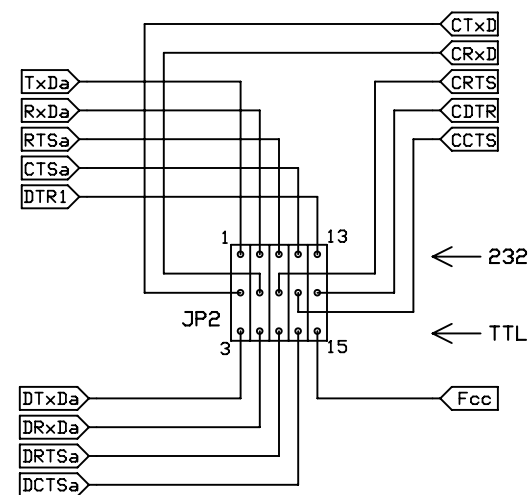 CTxD
CRxD
TxDa CRTS
RxDa CDTR
RTSa CCTS
CTSa
DTR1
1 13
232
JP2
3 15
TTL
DTxDa Fcc
DRxDa
DRTSa
DCTSa